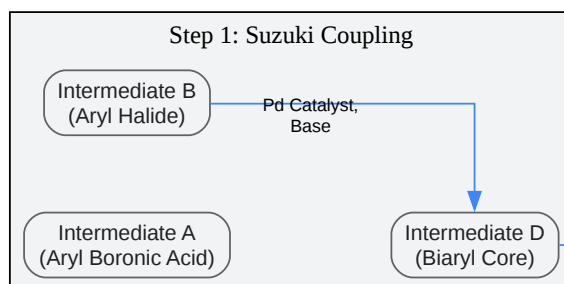 Step 1: Suzuki Coupling
Intermediate B
(Aryl Halide)
Pd Catalyst,
Base
Intermediate A
(Aryl Boronic Acid)
Intermediate D
(Biaryl Core)